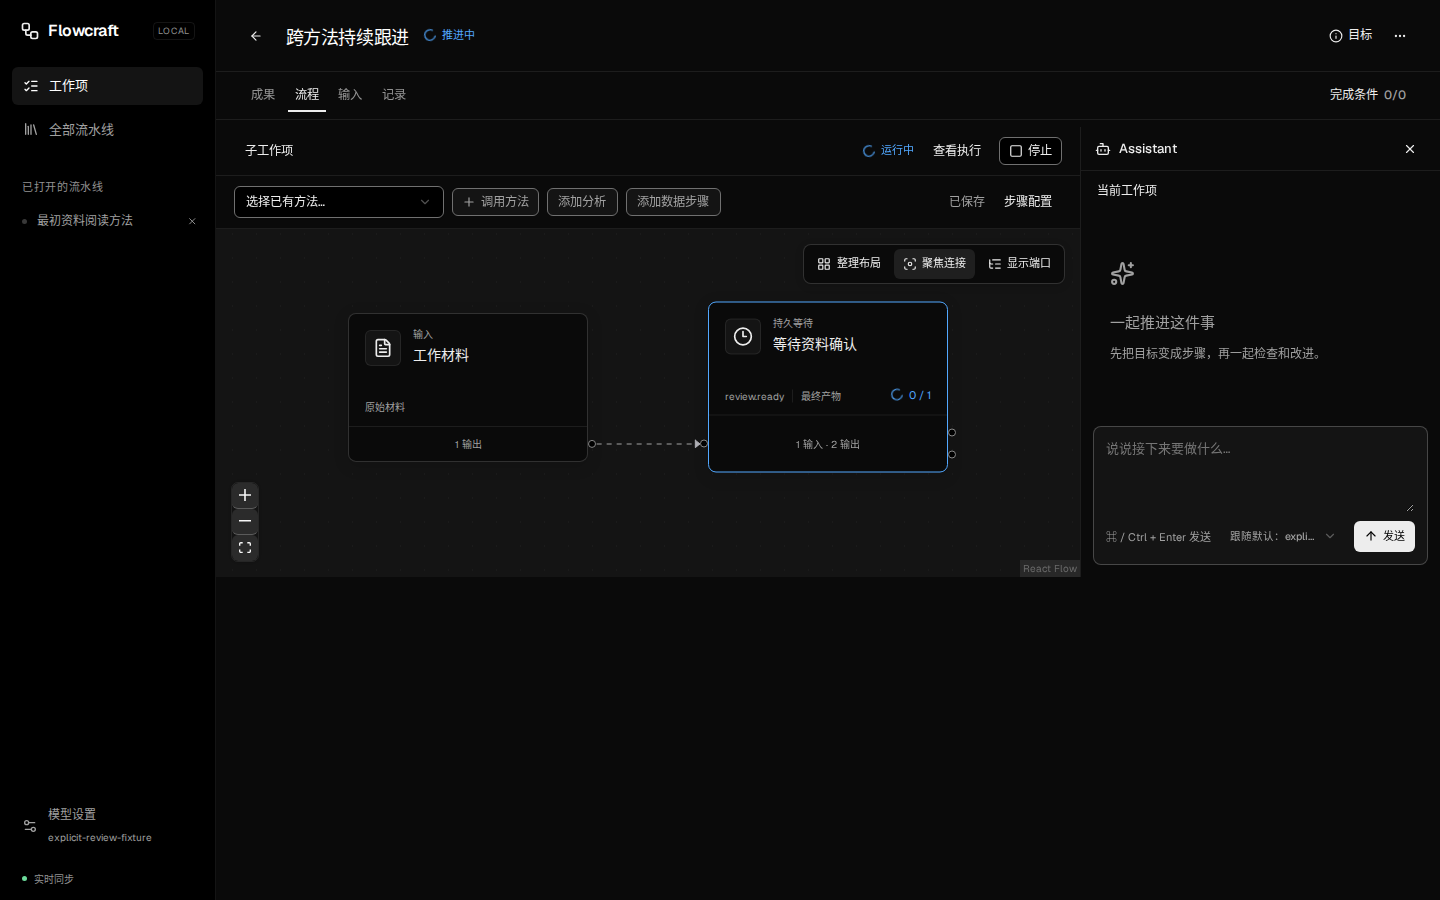 Flowcraft
LOCAL
工作项
全部流水线
已打开的流水线
最初资料阅读方法
模型设置
explicit-review-fixture
实时同步
跨方法持续跟进
推进中
目标
成果
流程
输入
记录
完成条件 0/0
子工作项
运行中
查看执行
停止
选择已有方法...
调用方法
添加分析
添加数据步骤
已保存
步骤配置
整理布局
聚焦连接
显示端口
输入
工作材料
原始材料
1 输出
持久等待
等待资料确认
review.ready
最终产物
0 / 1
1 输入 · 2 输出
React Flow
Assistant
当前工作项
一起推进这件事
先把目标变成步骤，再一起检查和改进。
说说接下来要做什么...
⌘ / Ctrl + Enter 发送
跟随默认：expli...
发送